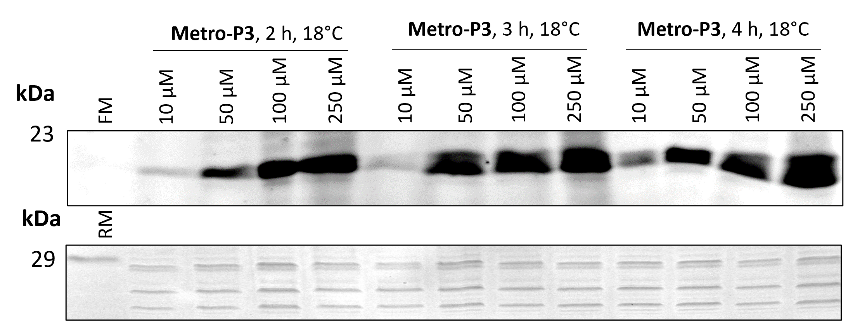 Metro-P3, 2 h, 18°C
Metro-P3, 3 h, 18°C
Metro-P3, 4 h, 18°C
kDa
FM
10 µM
50 µM
100 µM
250 µM
10 µM
50 µM
100 µM
250 µM
10 µM
50 µM
100 µM
250 µM
23
kDa
RM
29